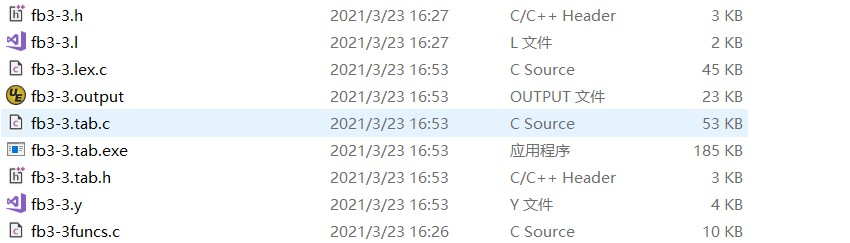 fb3-3.h 2021/3/23 16:27 C/C++ Header 3 KB
fb3-3.l 2021/3/23 16:27 L 文件 2 KB
fb3-3.lex.c 2021/3/23 16:53 C Source 45 KB
fb3-3.output 2021/3/23 16:53 OUTPUT 文件 23 KB
fb3-3.tab.c 2021/3/23 16:53 C Source 53 KB
fb3-3.tab.exe 2021/3/23 16:53 应用程序 185 KB
fb3-3.tab.h 2021/3/23 16:53 C/C++ Header 3 KB
fb3-3.y 2021/3/23 16:53 Y 文件 4 KB
fb3-3funcs.c 2021/3/23 16:26 C Source 10 KB